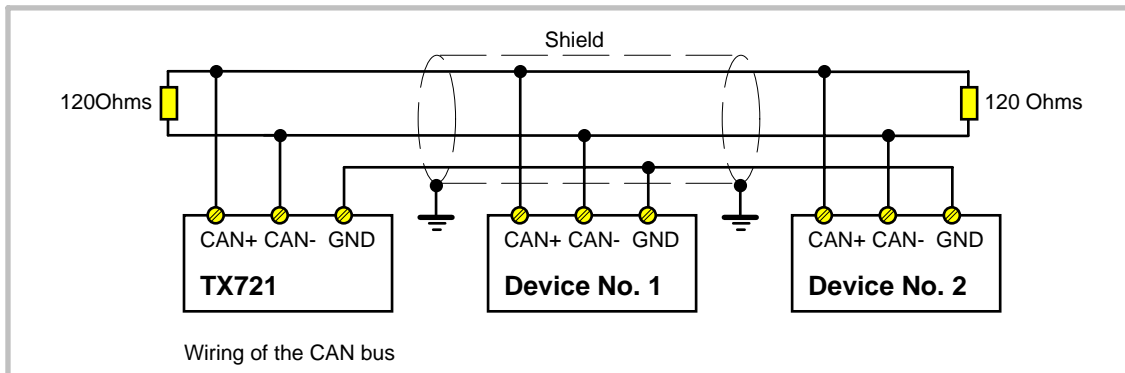 Shield
120Ohms
120 Ohms
CAN+ CAN- GND
CAN+ CAN- GND
CAN+ CAN- GND
TX721
Device No. 1
Device No. 2
Wiring of the CAN bus